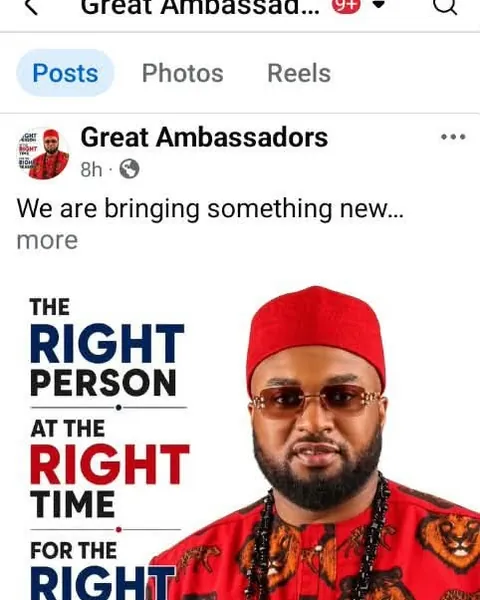 Great Ambassad... 9+
Posts Photos Reels
Great Ambassadors
8h
We are bringing something new...
more
THE
RIGHT
PERSON
AT THE
RIGHT
TIME
FOR THE
RIGHT